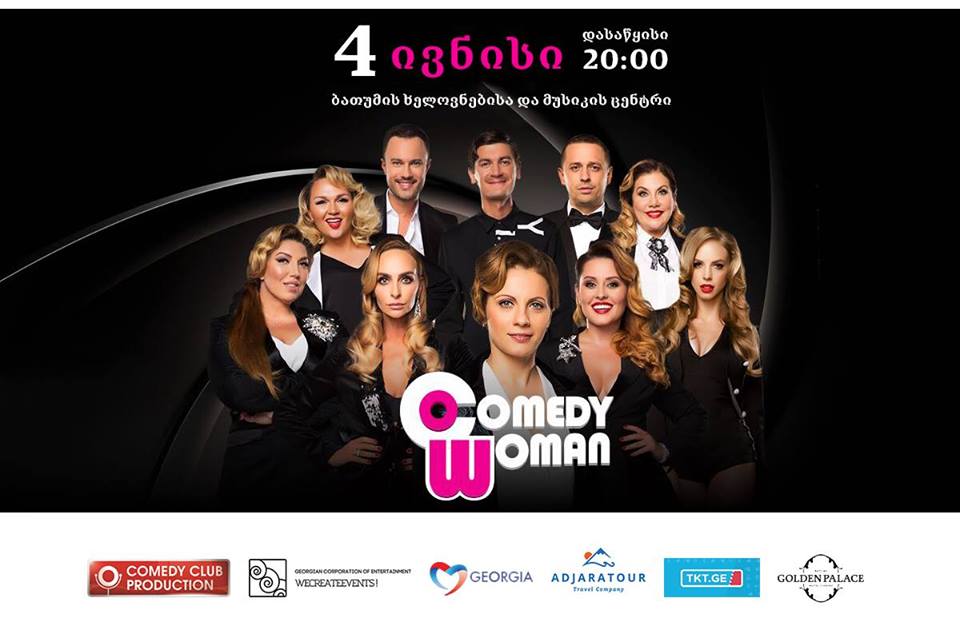 4 ივნისი
დასაწყისი
20:00
ბათუმის ხელოვნებისა და მუსიკის ცენტრი
COMEDY
WOMAN
COMEDY CLUB
PRODUCTION
GEORGIAN CORPORATION OF ENTERTAINMENT
WECREATEEVENTS!
GEORGIA
ADJARATOUR
Travel Company
TKT.GE
GOLDEN PALACE